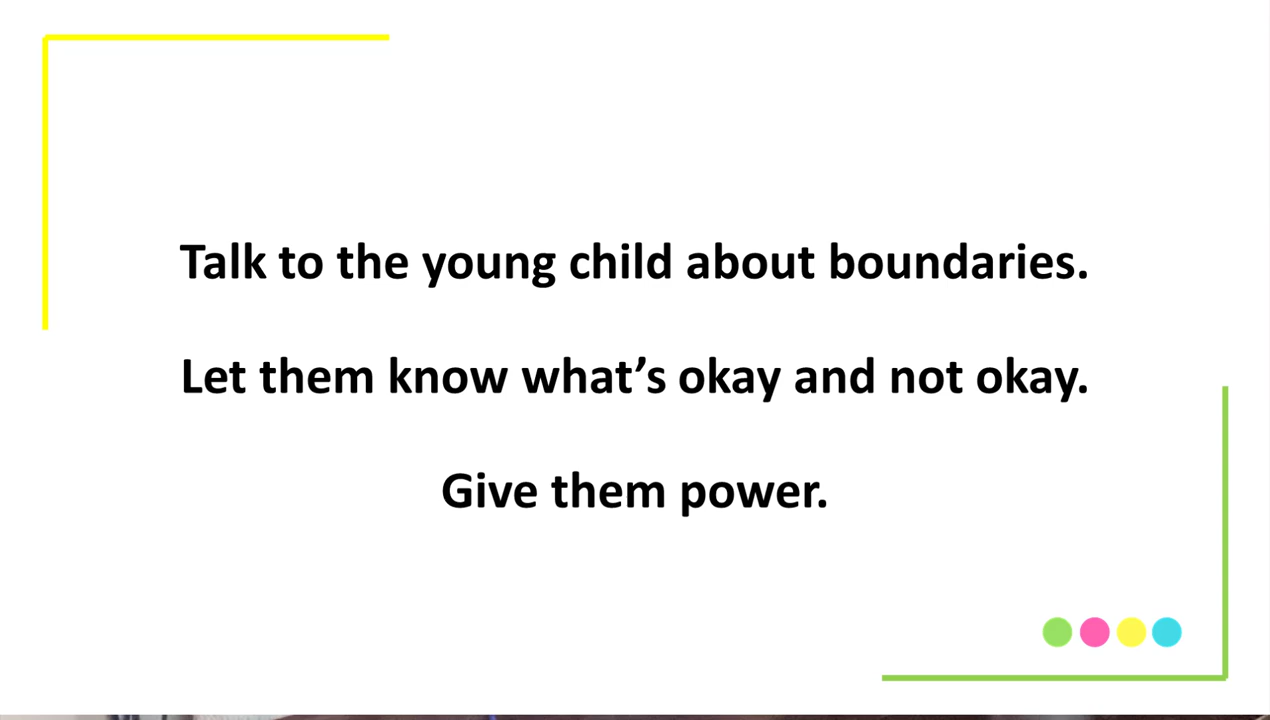 Talk to the young child about boundaries.
Let them know what’s okay and not okay.
Give them power.